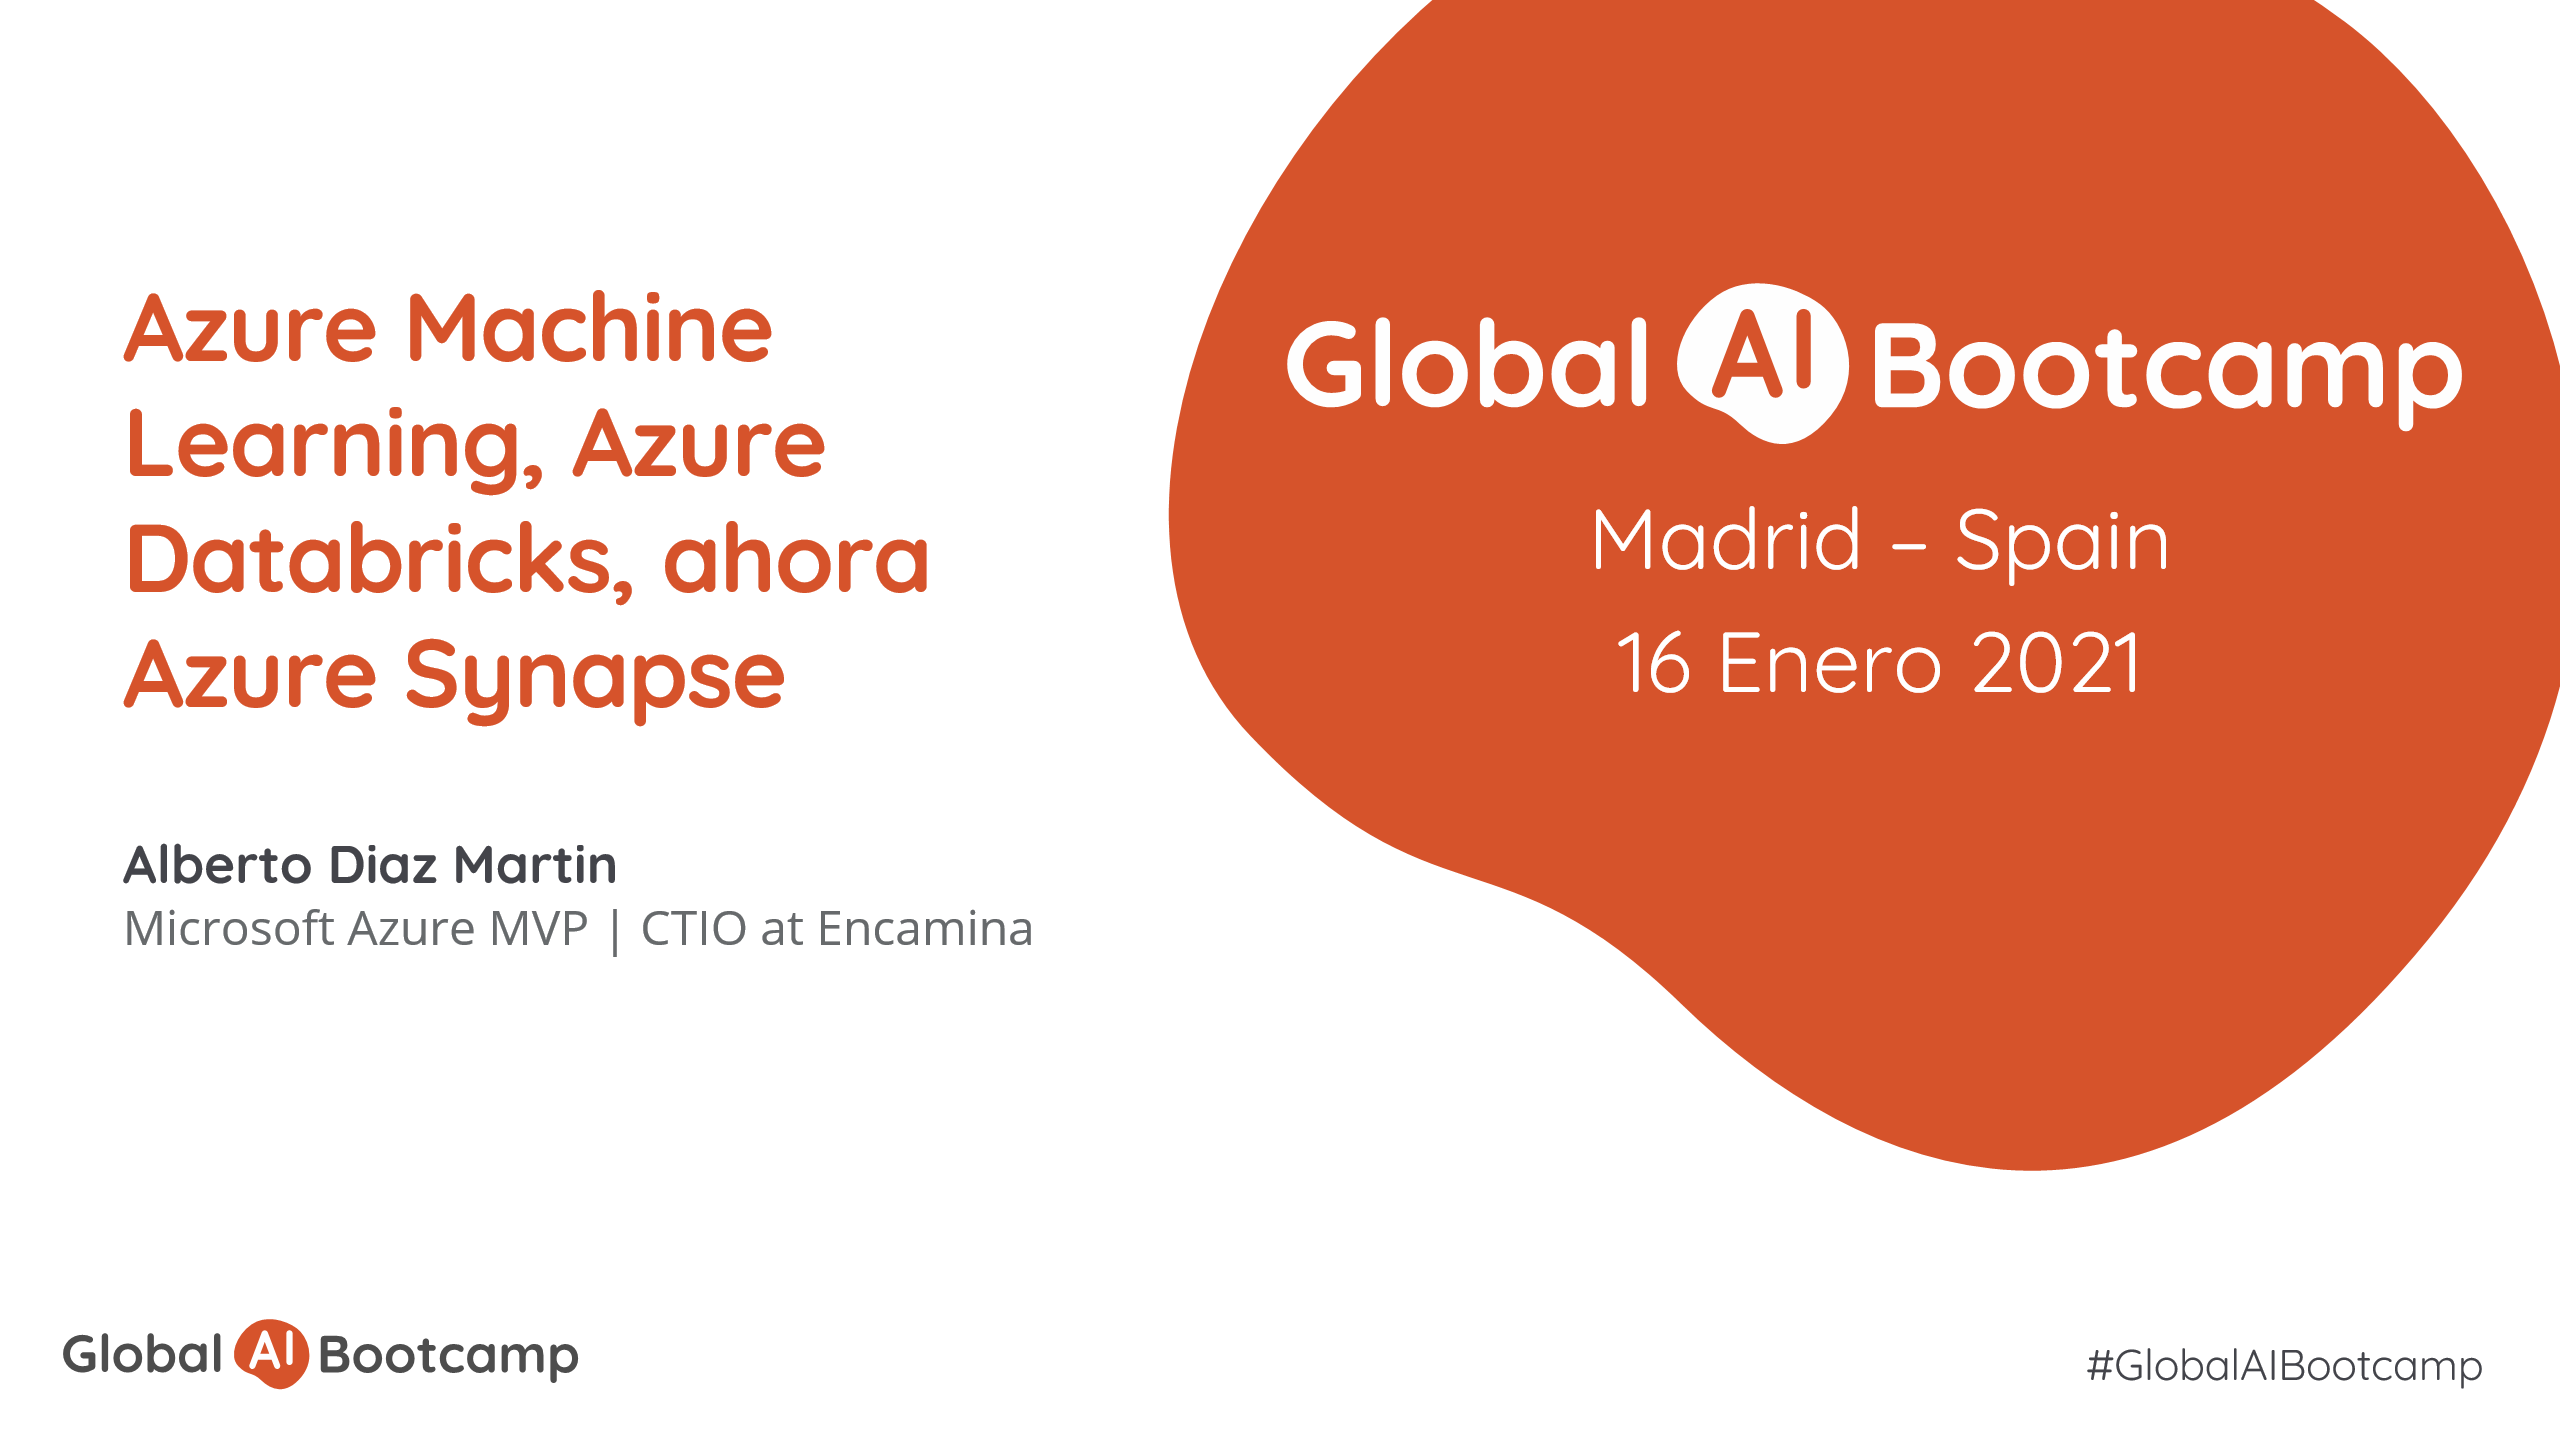 Azure Machine
Learning, Azure
Databricks, ahora
Azure Synapse
Alberto Diaz Martin
Microsoft Azure MVP | CTIO at Encamina
Global AI Bootcamp
Madrid – Spain
16 Enero 2021
Global AI Bootcamp
#GlobalAIBootcamp